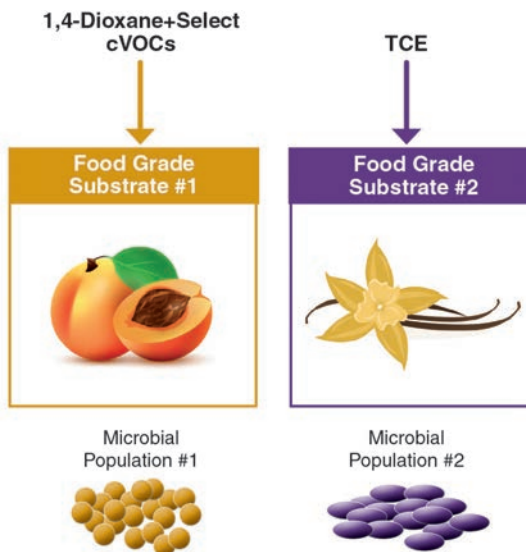 1,4-Dioxane+Select
cVOCs
TCE
Food Grade
Substrate #1
Food Grade
Substrate #2
Microbial
Population #1
Microbial
Population #2